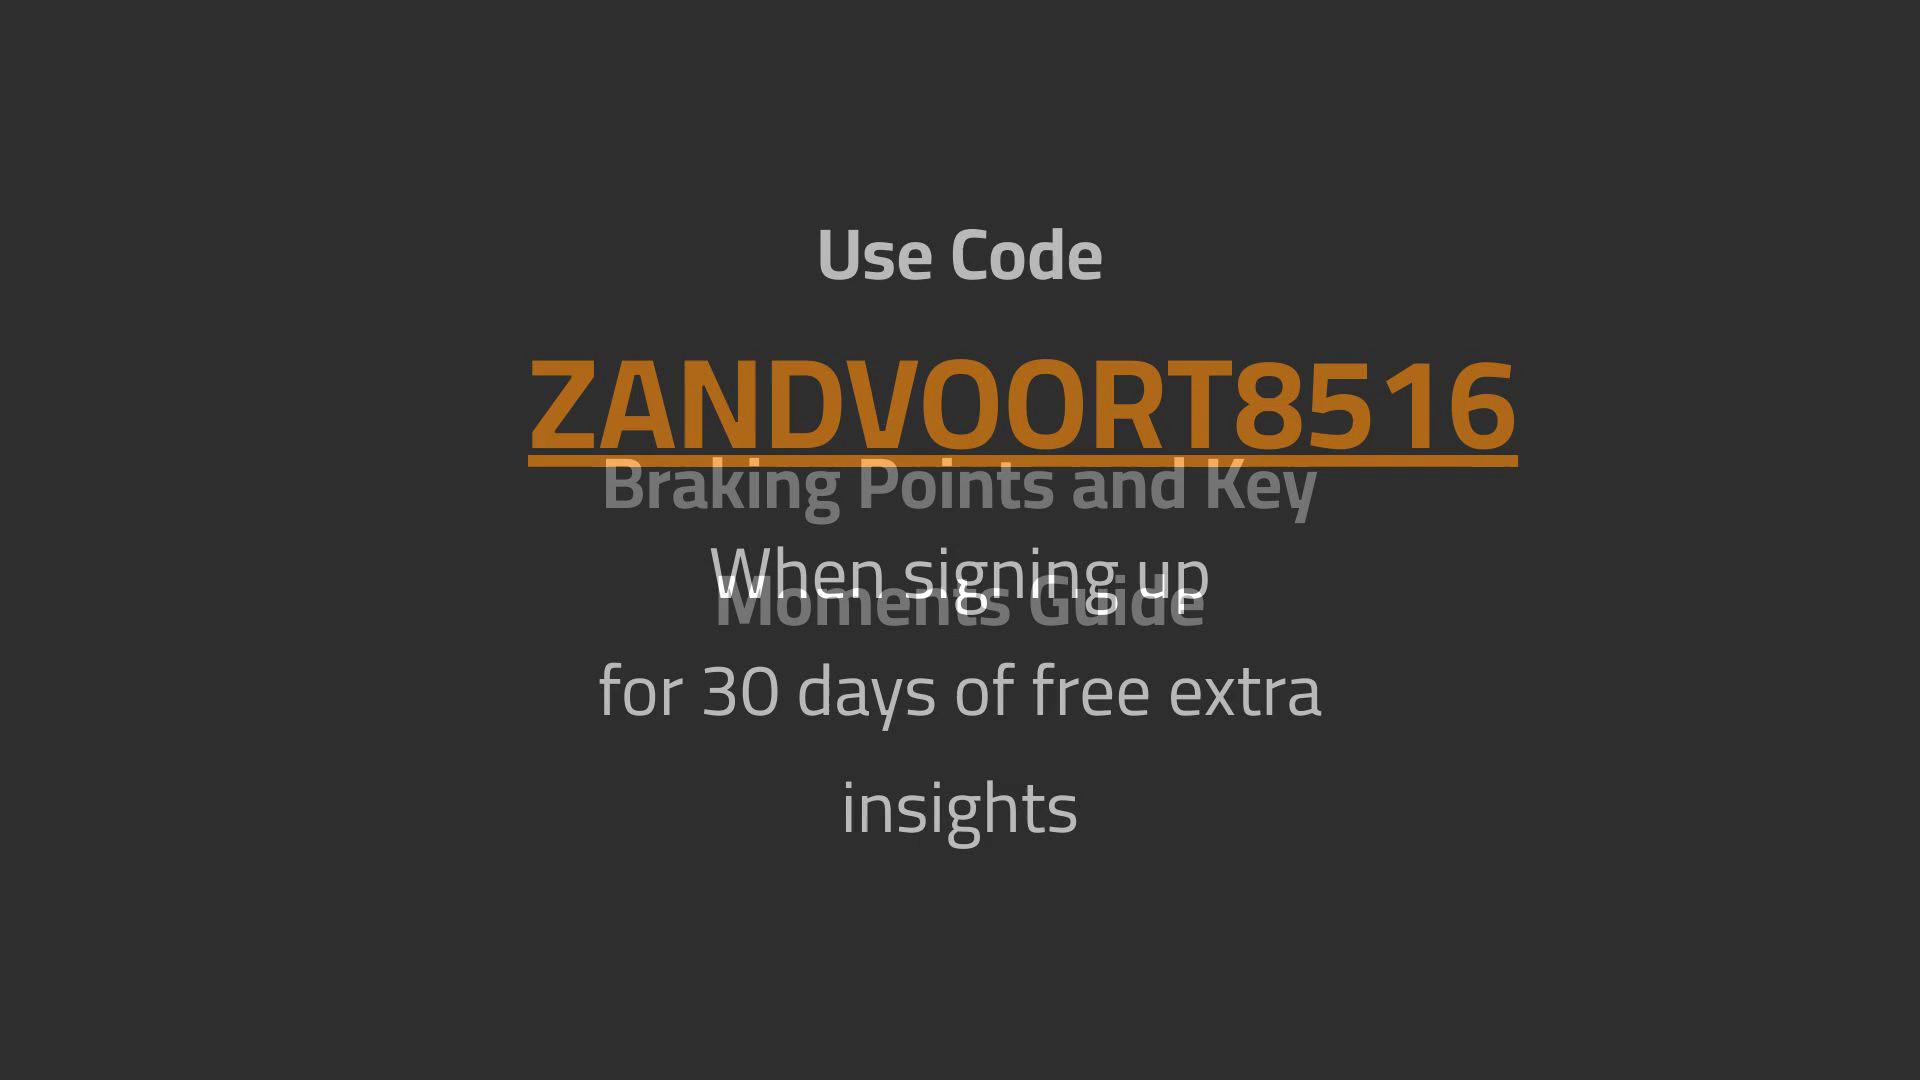 Use Code
ZANDVOORT8516
Braking Points and Key
When signing up
Moments Guide
for 30 days of free extra
insights